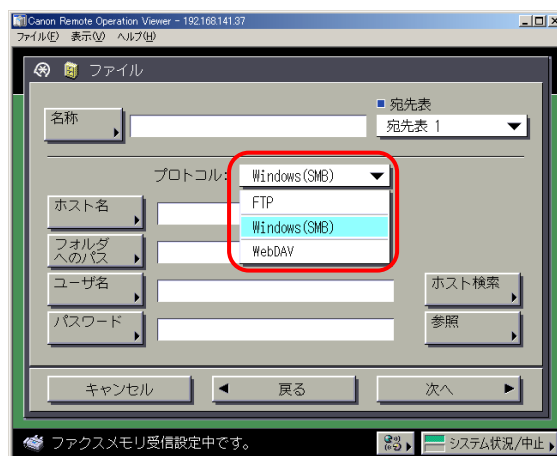 Canon Remote Operation Viewer - 192.168.141.37
ファイル(F) 表示(V) ヘルプ(H)
ファイル
名称
宛先表
宛先表 1
プロトコル:
Windows(SMB)
FTP
Windows(SMB)
WebDAV
ホスト名
フォルダ
へのパス
ユーザ名
ホスト検索
パスワード
参照
キャンセル
戻る
次へ
ファクスメモリ受信設定中です。
システム状況/中止